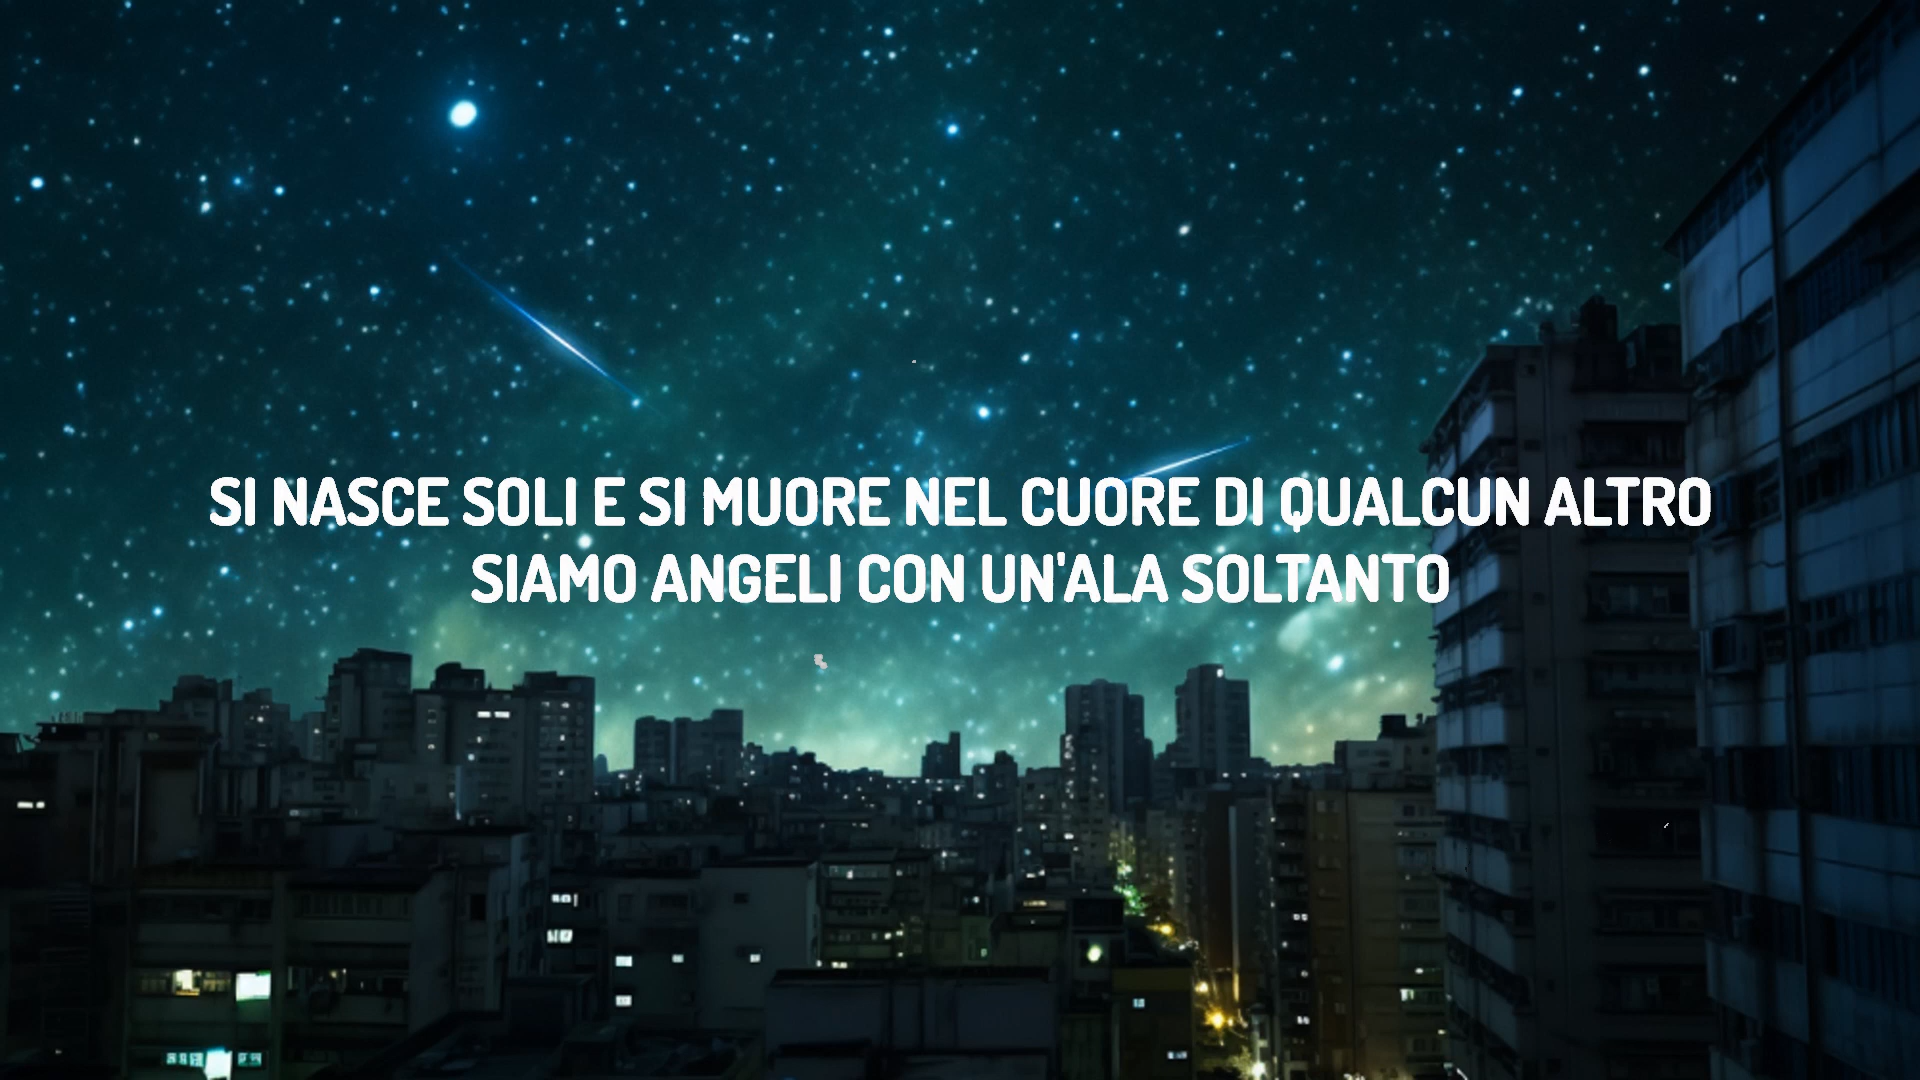 SI NASCE SOLI E SI MUORE NEL CUORE DI QUALCUN ALTRO
SIAMO ANGELI CON UN'ALA SOLTANTO